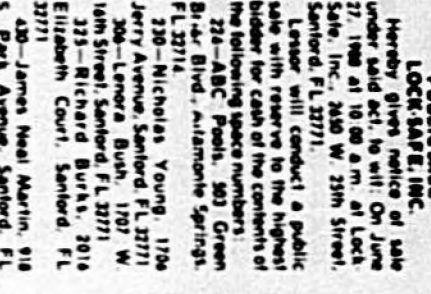 LOCK-SAFE, INC.
Hereby gives notice of sale
under said act, to wit: On June
27, 1988 at 10:00 a.m. at Lock-
Safe, Inc., 2650 W. 25th Street,
Sanford, FL 32771.
Lessor will conduct a public
sale with reserve to the highest
bidder for cash of the contents of
the following space numbers:
224—ABC Pools, 503 Green
Briar Blvd., Altamonte Springs,
FL 32714
230—Nicholas Young, 1706
Jerry Avenue, Sanford, FL 32771
306—Lenora Bush, 1707 W.
16th Street, Sanford, FL 32771
325—Richard Burks, 2016
Elizabeth Court, Sanford, FL
32771
430—James Neal Martin, 918
S. Park Avenue, Sanford, FL